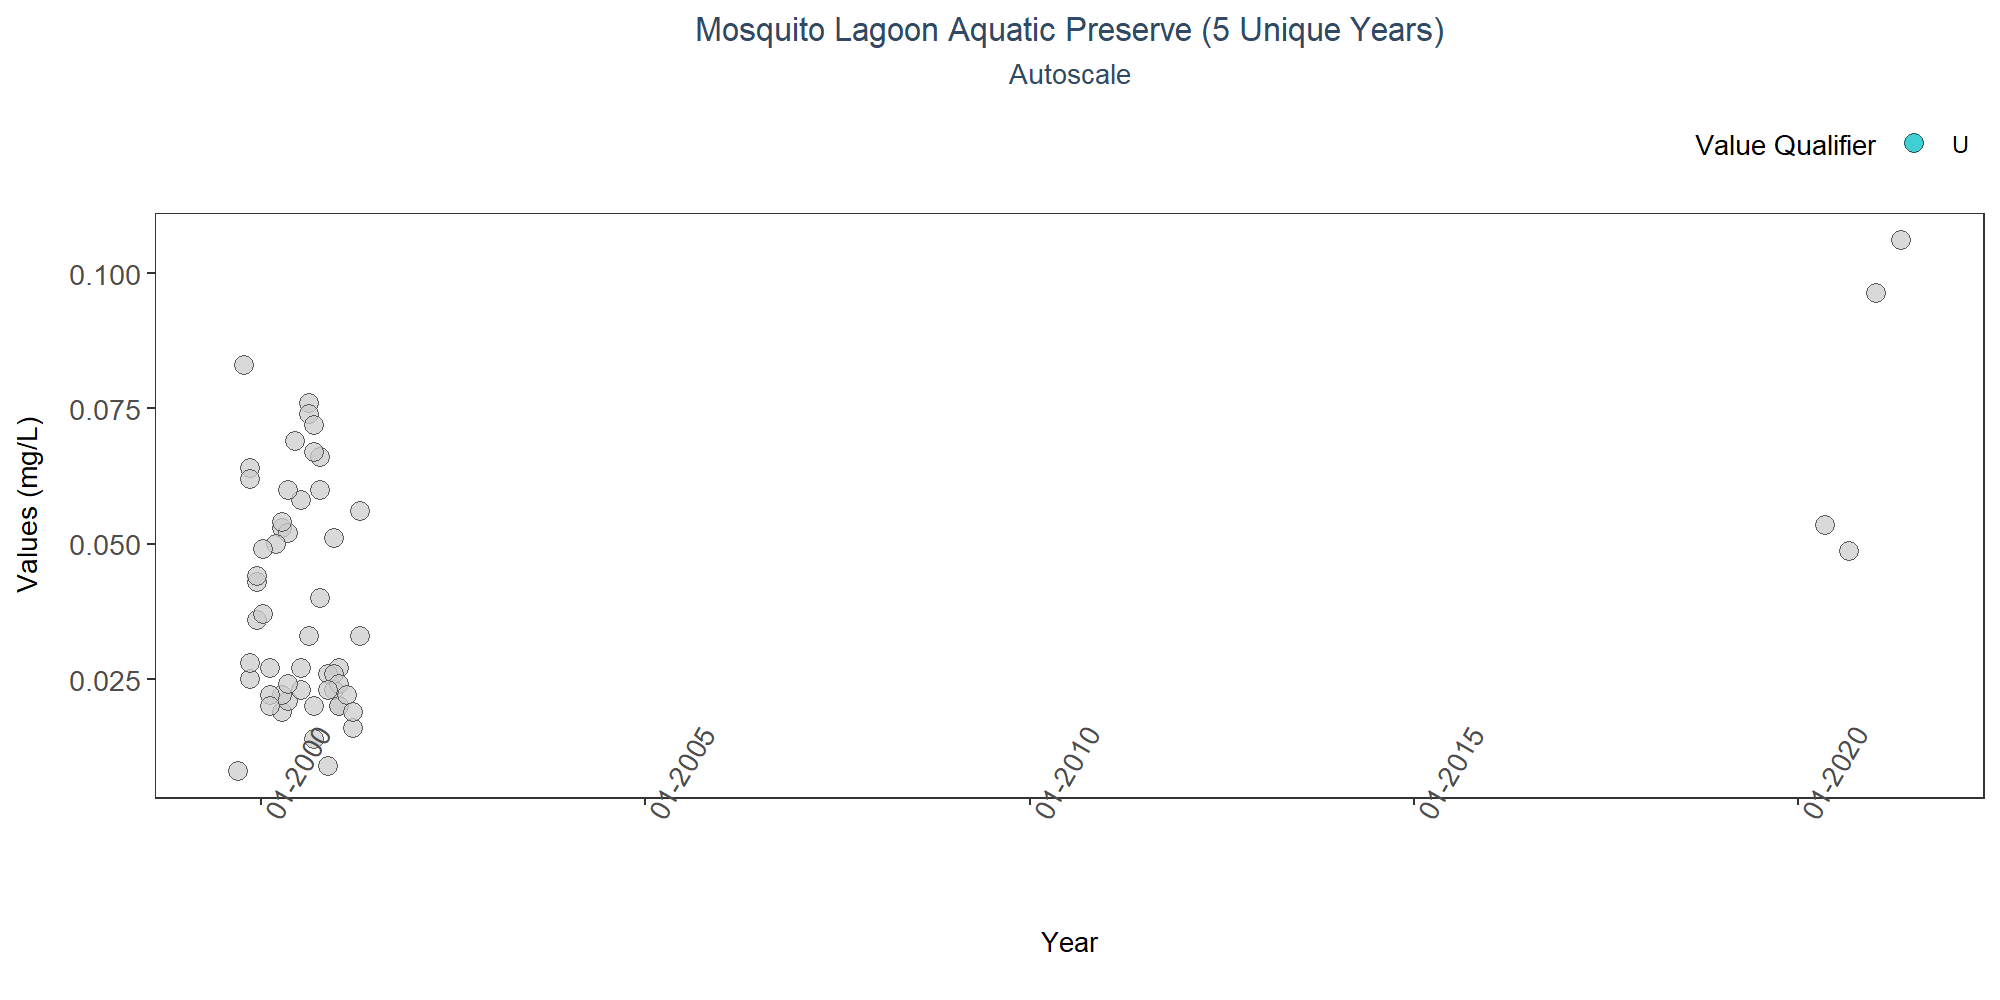 Mosquito Lagoon Aquatic Preserve (5 Unique Years)
Autoscale
Value Qualifier U
Values (mg/L)
0.100
0.075
0.050
0.025
01-2000
01-2005
01-2010
01-2015
01-2020
Year